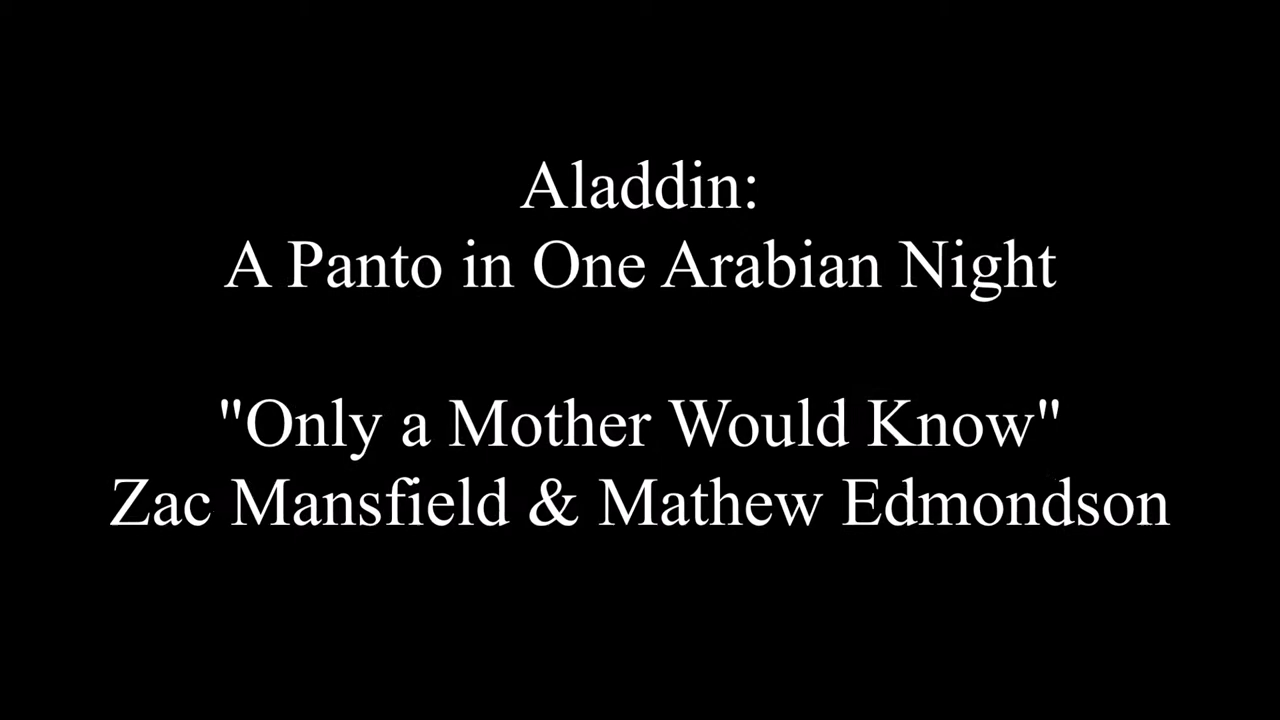 Aladdin:
A Panto in One Arabian Night
"Only a Mother Would Know"
Zac Mansfield & Mathew Edmondson